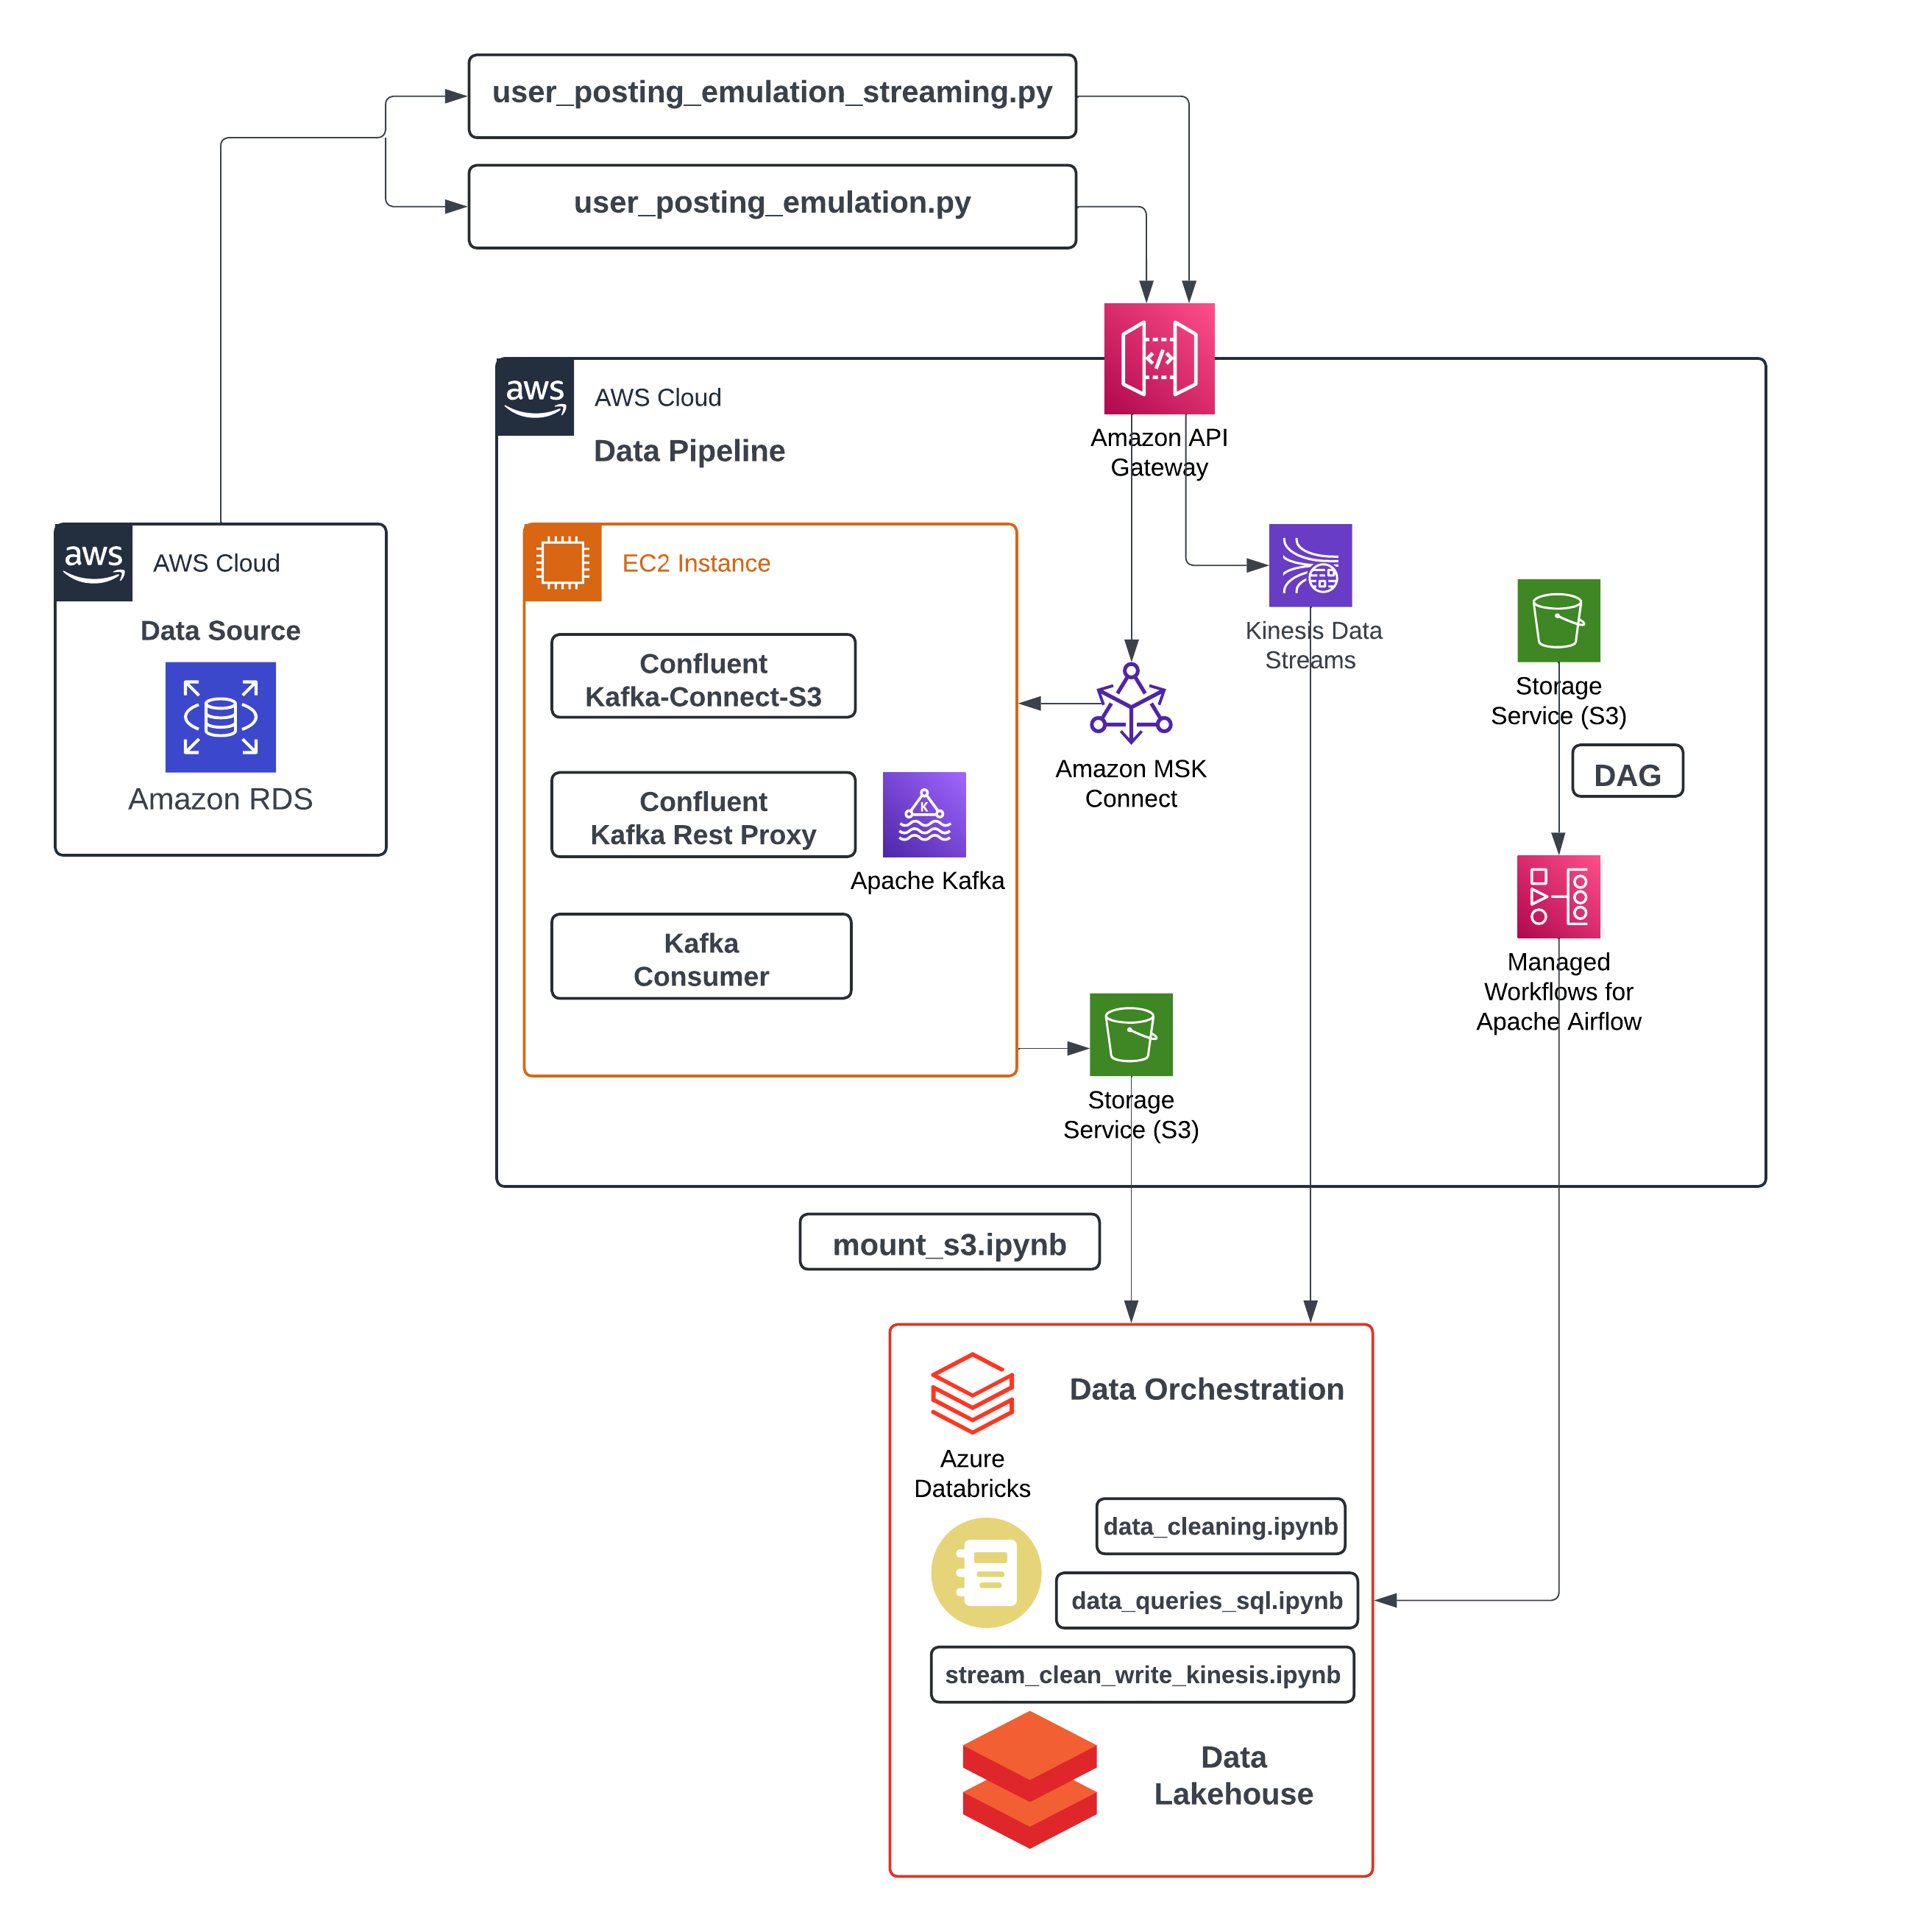 user_posting_emulation_streaming.py
user_posting_emulation.py
aws
AWS Cloud
Data Pipeline
Amazon API
Gateway
aws
AWS Cloud
Data Source
Amazon RDS
EC2 Instance
Confluent
Kafka-Connect-S3
Confluent
Kafka Rest Proxy
K
Apache Kafka
Kafka
Consumer
Amazon MSK
Connect
Kinesis Data
Streams
Storage
Service (S3)
DAG
Managed
Workflows for
Apache Airflow
Storage
Service (S3)
mount_s3.ipynb
Data Orchestration
Azure
Databricks
data_cleaning.ipynb
data_queries_sql.ipynb
stream_clean_write_kinesis.ipynb
Data
Lakehouse